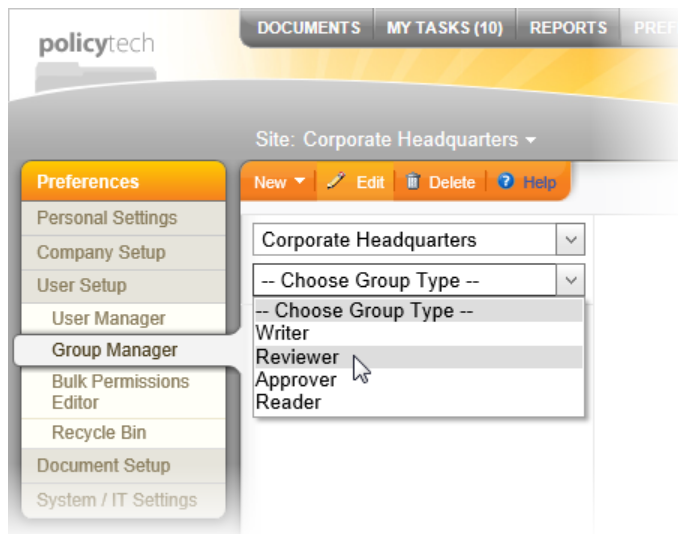 policytech
DOCUMENTS MY TASKS (10) REPORTS
Site: Corporate Headquarters
Preferences
Personal Settings
Company Setup
User Setup
User Manager
Group Manager
Bulk Permissions
Editor
Recycle Bin
Document Setup
System / IT Settings
New Edit Delete Help
Corporate Headquarters
-- Choose Group Type --
-- Choose Group Type --
Writer
Reviewer
Approver
Reader